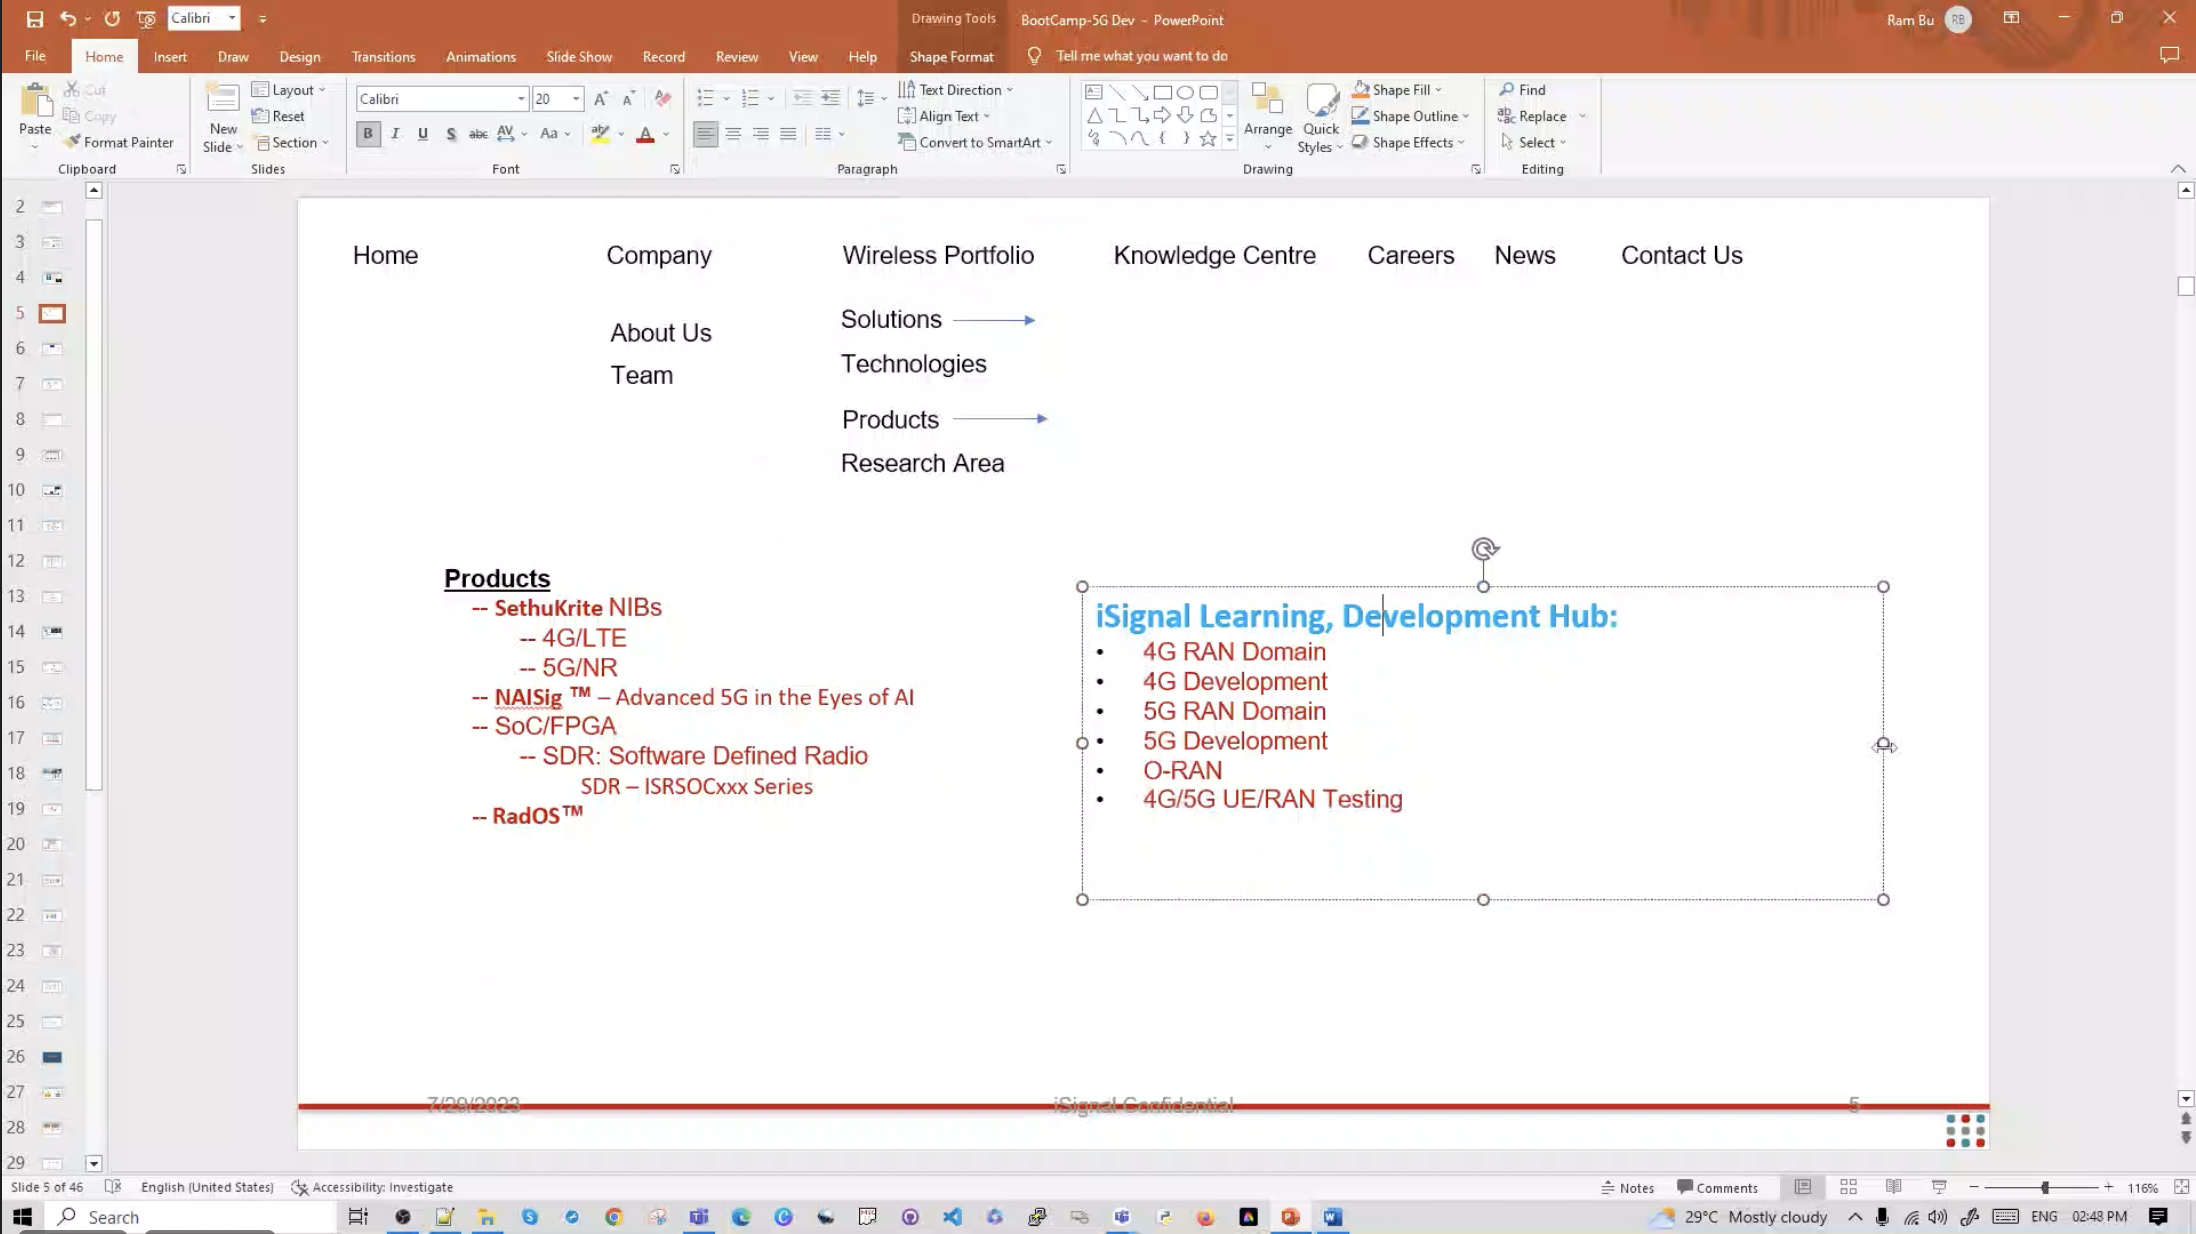 Calibri
Drawing Tools
BootCamp-5G Dev - PowerPoint
Ram Bu
RB
File
Home
Insert
Draw
Design
Transitions
Animations
Slide Show
Record
Review
View
Help
Shape Format
Tell me what you want to do
Paste
Cut
Copy
Format Painter
Clipboard
New Slide
Layout
Reset
Section
Slides
Calibri
20
Font
Text Direction
Align Text
Convert to SmartArt
Paragraph
Arrange
Quick Styles
Shape Fill
Shape Outline
Shape Effects
Drawing
Find
Replace
Select
Editing
2
3
4
5
6
7
8
9
10
11
12
13
14
15
16
17
18
19
20
21
22
23
24
25
26
27
28
29
Home Company Wireless Portfolio Knowledge Centre Careers News Contact Us
About Us
Team
Solutions
Technologies
Products
Research Area
Products
-- SethuKrite NIBs
-- 4G/LTE
-- 5G/NR
-- NAISig ™ – Advanced 5G in the Eyes of AI
-- SoC/FPGA
-- SDR: Software Defined Radio
SDR – ISRSOCxxx Series
-- RadOS™
iSignal Learning, Development Hub:
• 4G RAN Domain
• 4G Development
• 5G RAN Domain
• 5G Development
• O-RAN
• 4G/5G UE/RAN Testing
7/29/2023
iSignal Confidential
5
Slide 5 of 46
English (United States)
Accessibility: Investigate
Notes
Comments
116%
Search
29°C Mostly cloudy
ENG
02:48 PM